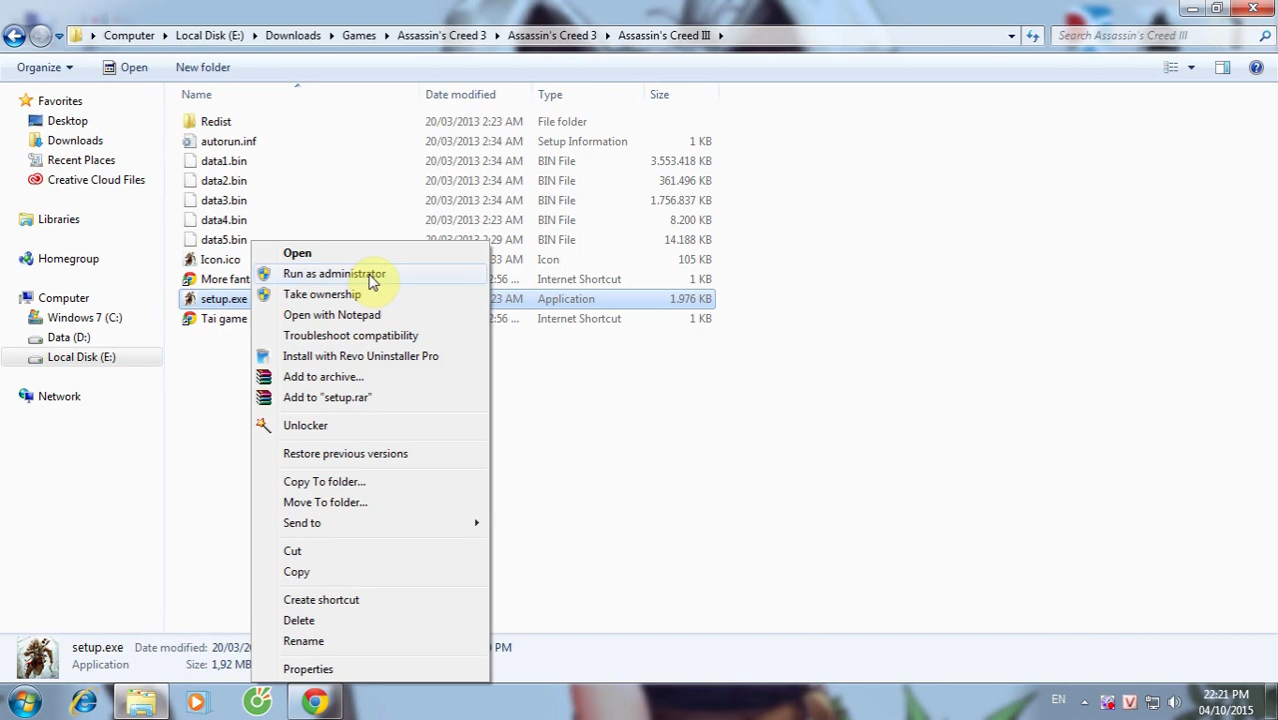 Computer ▸ Local Disk (E:) ▸ Downloads ▸ Games ▸ Assassin's Creed 3 ▸ Assassin's Creed 3 ▸ Assassin's Creed III ▸
Search Assassin's Creed III
Organize Open New folder
Name Date modified Type Size
Favorites
Desktop
Downloads
Recent Places
Creative Cloud Files
Libraries
Homegroup
Computer
Windows 7 (C:)
Data (D:)
Local Disk (E:)
Network
Redist 20/03/2013 2:23 AM File folder
autorun.inf 20/03/2013 2:34 AM Setup Information 1 KB
data1.bin 20/03/2013 2:34 AM BIN File 3.553.418 KB
data2.bin 20/03/2013 2:34 AM BIN File 361.496 KB
data3.bin 20/03/2013 2:34 AM BIN File 1.756.837 KB
data4.bin 20/03/2013 2:23 AM BIN File 8.200 KB
data5.bin 20/03/2013 2:29 AM BIN File 14.188 KB
Icon.ico 33 AM Icon 105 KB
More fant 2:56 ... Internet Shortcut 1 KB
setup.exe 23 AM Application 1.976 KB
Tai game 2:56 ... Internet Shortcut 1 KB
Open
Run as administrator
Take ownership
Open with Notepad
Troubleshoot compatibility
Install with Revo Uninstaller Pro
Add to archive...
Add to "setup.rar"
Unlocker
Restore previous versions
Copy To folder...
Move To folder...
Send to
Cut
Copy
Create shortcut
Delete
Rename
Properties
setup.exe Date modified: 20/03/20 PM
Application Size: 1,92 MB
EN
22:21 PM
04/10/2015